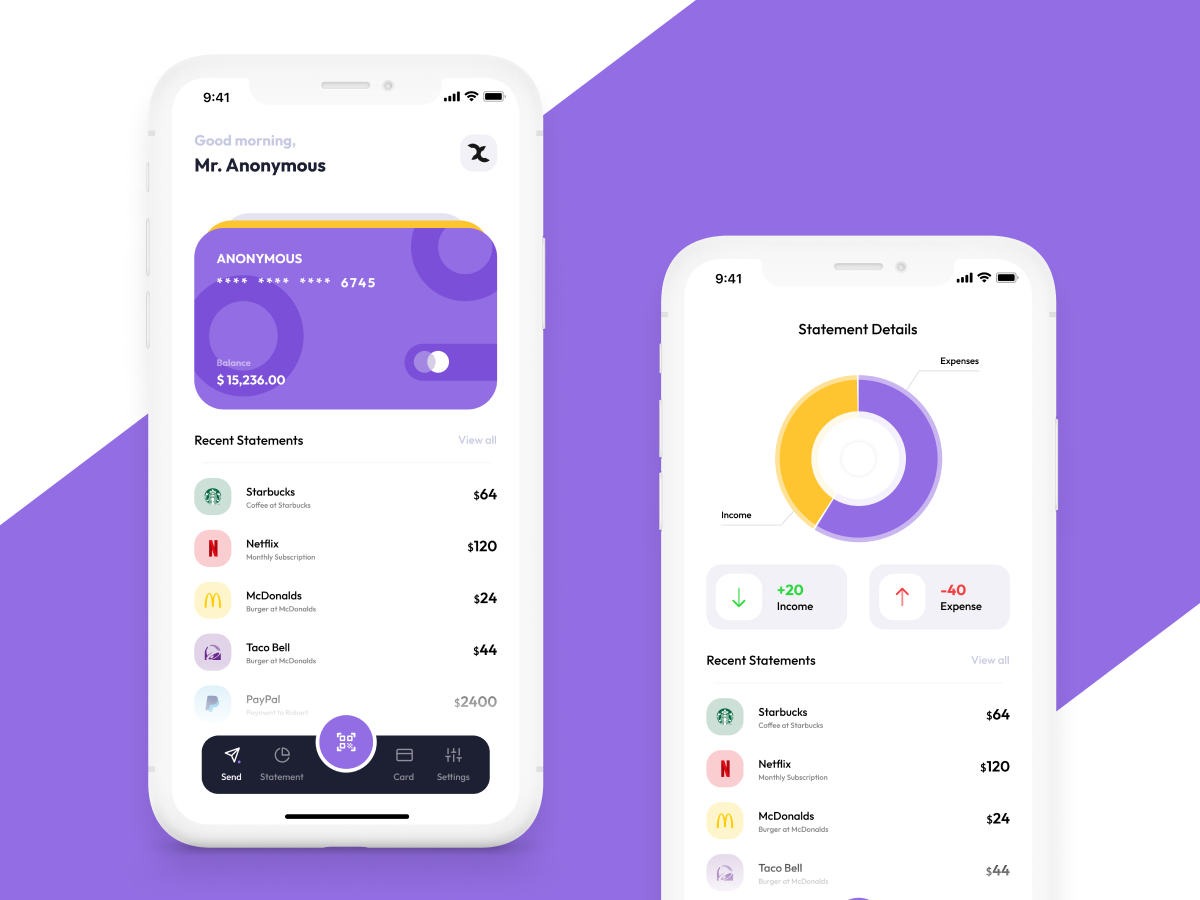 9:41
Good morning,
Mr. Anonymous
ANONYMOUS
**** **** **** 6745
Balance
$ 15,236.00
Recent Statements
View all
Starbucks
Coffee at Starbucks
$64
Netflix
Monthly Subscription
$120
McDonalds
Burger at McDonalds
$24
Taco Bell
Burger at McDonalds
$44
PayPal
Payment to Robert
$2400
Send
Statement
Card
Settings
9:41
Statement Details
Expenses
Income
+20
Income
-40
Expense
Recent Statements
View all
Starbucks
Coffee at Starbucks
$64
Netflix
Monthly Subscription
$120
McDonalds
Burger at McDonalds
$24
Taco Bell
Burger at McDonalds
$44